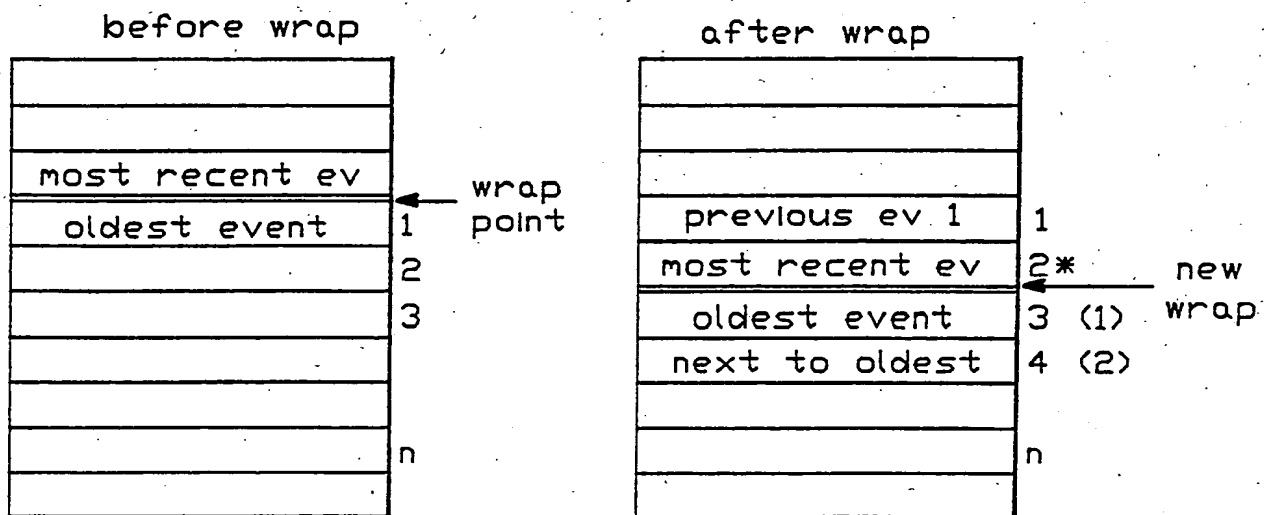 before wrap
most recent ev
oldest event 1
2
3
n
wrap
point
after wrap
previous ev 1 1
most recent ev 2*
oldest event 3 (1)
next to oldest 4 (2)
n
new
wrap